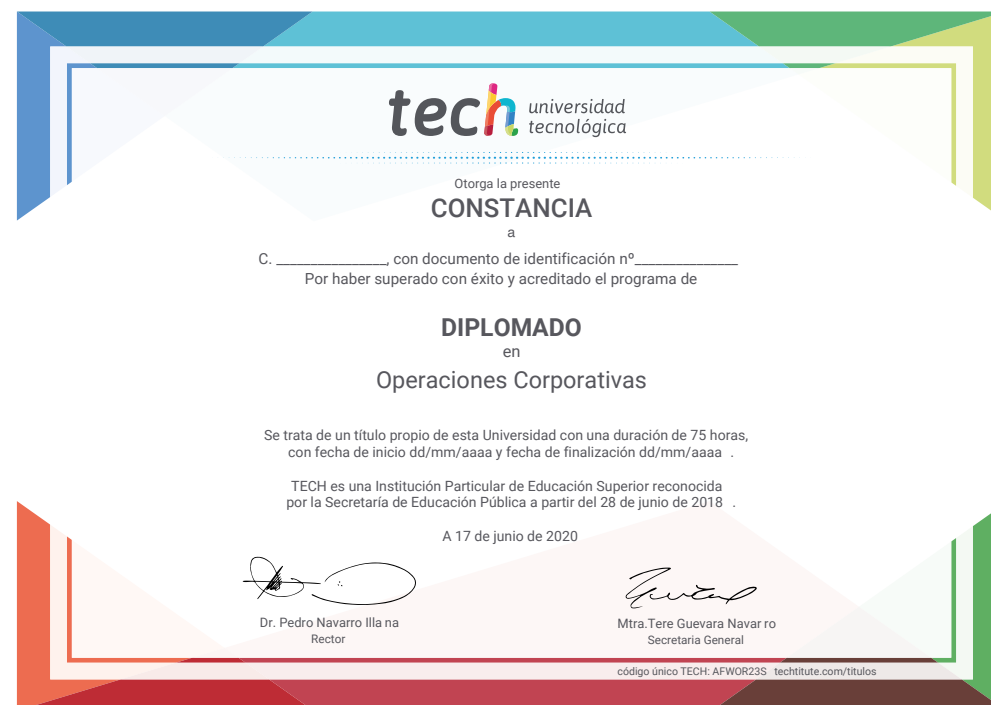 tech universidad
tecnológica
Otorga la presente
CONSTANCIA
a
C. ________________, con documento de identificación nº_______________
Por haber superado con éxito y acreditado el programa de
DIPLOMADO
en
Operaciones Corporativas
Se trata de un título propio de esta Universidad con una duración de 75 horas,
con fecha de inicio dd/mm/aaaa y fecha de finalización dd/mm/aaaa .
TECH es una Institución Particular de Educación Superior reconocida
por la Secretaría de Educación Pública a partir del 28 de junio de 2018 .
A 17 de junio de 2020
Dr. Pedro Navarro Illa na
Rector
Mtra.Tere Guevara Navar ro
Secretaria General
código único TECH: AFWOR23S techtitute.com/titulos